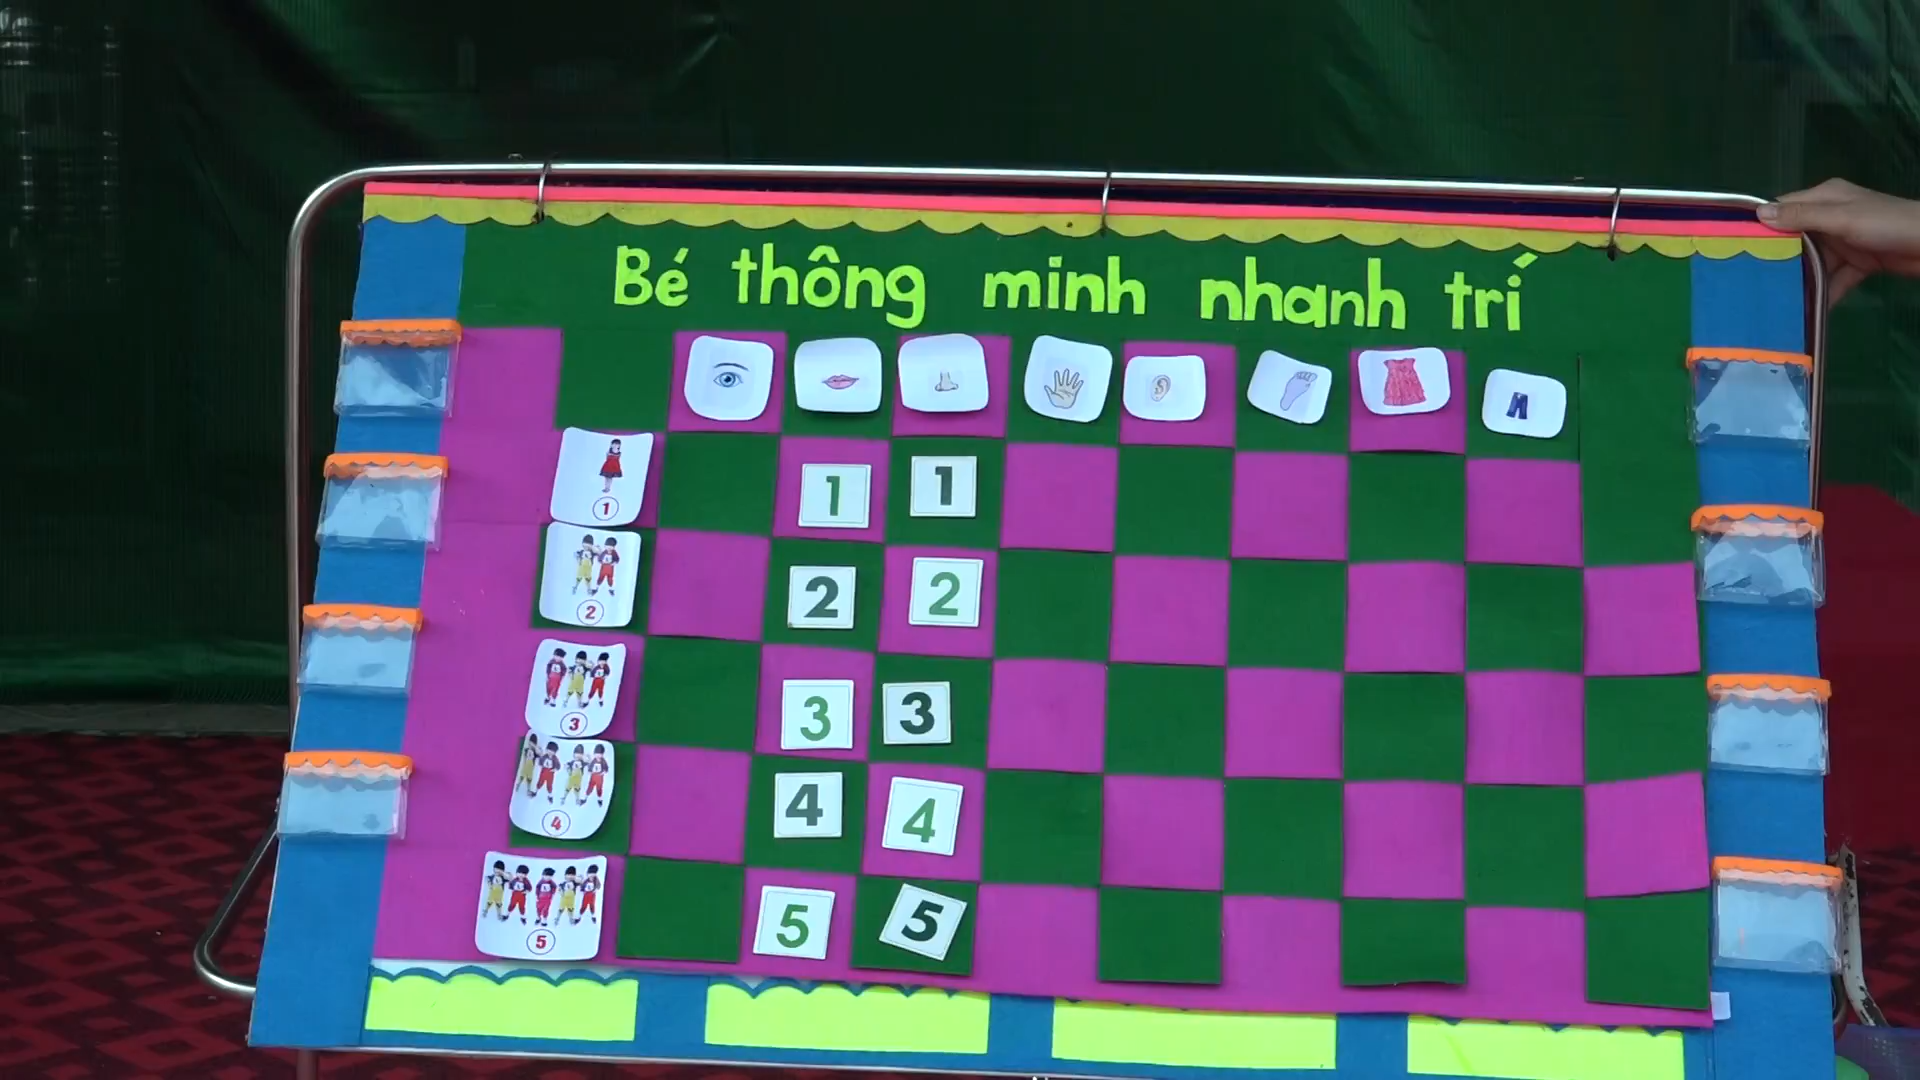 Bé thông minh nhanh trí
1 1 1
2 2 2
3 3 3
4 4 4
5 5 5